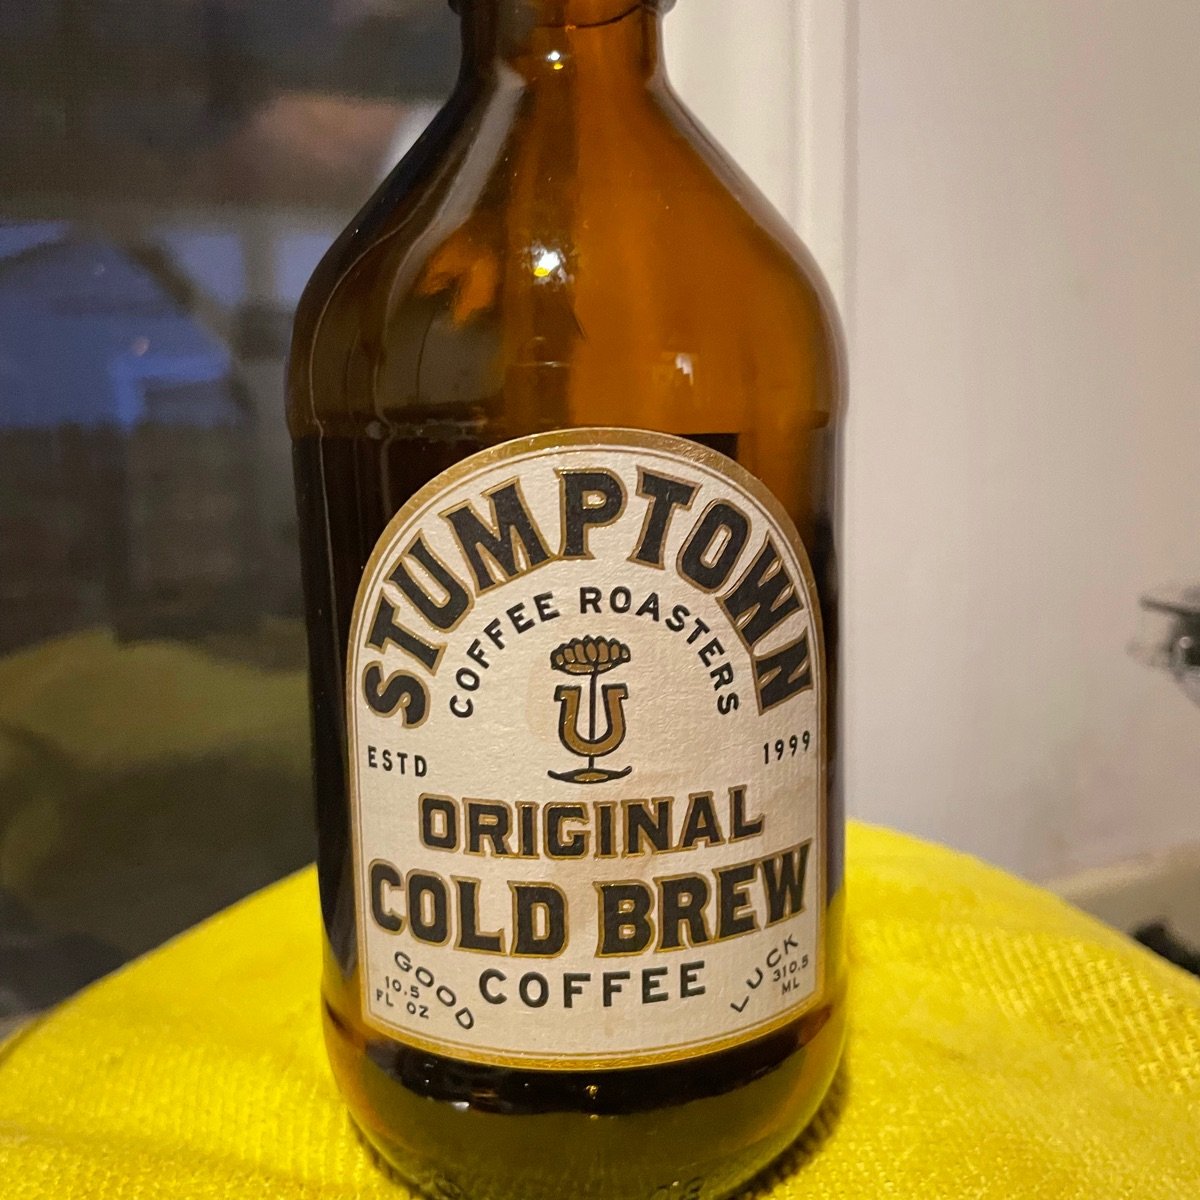 STUMPTOWN
COFFEE ROASTERS
ESTD 1999
ORIGINAL
COLD BREW
COFFEE
GOOD LUCK
10.5
FL OZ
310.5
ML